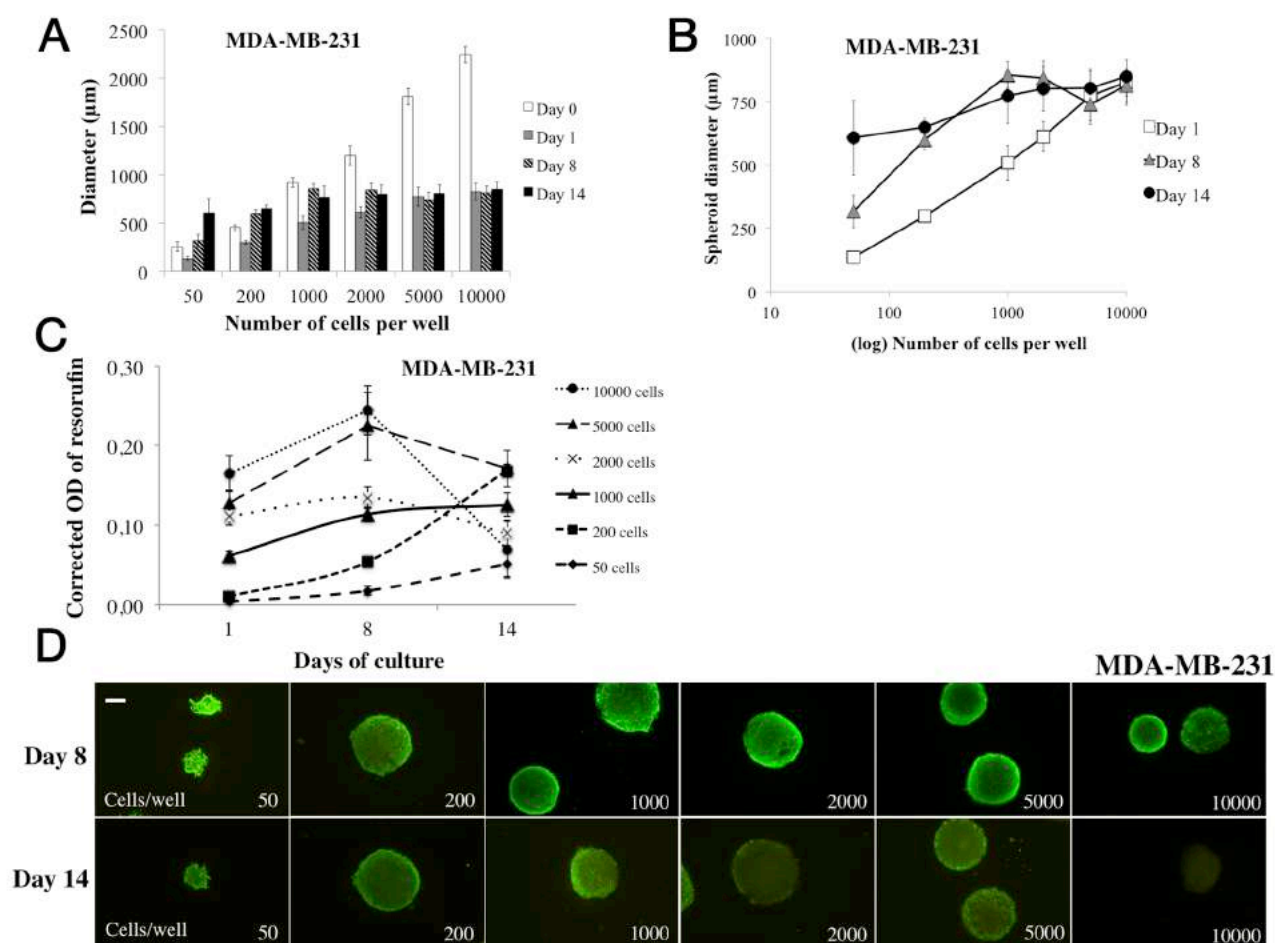 A
MDA-MB-231
Diameter (µm)
2500
2000
1500
1000
500
0
50 200 1000 2000 5000 10000
Number of cells per well
Day 0
Day 1
Day 8
Day 14
B
MDA-MB-231
Spheroid diameter (µm)
1000
750
500
250
0
10 100 1000 10000
(log) Number of cells per well
Day 1
Day 8
Day 14
C
MDA-MB-231
Corrected OD of resorufin
0,30
0,20
0,10
0,00
1 8 14
Days of culture
10000 cells
5000 cells
2000 cells
1000 cells
200 cells
50 cells
D
MDA-MB-231
Day 8
Cells/well 50 200 1000 2000 5000 10000
Day 14
Cells/well 50 200 1000 2000 5000 10000